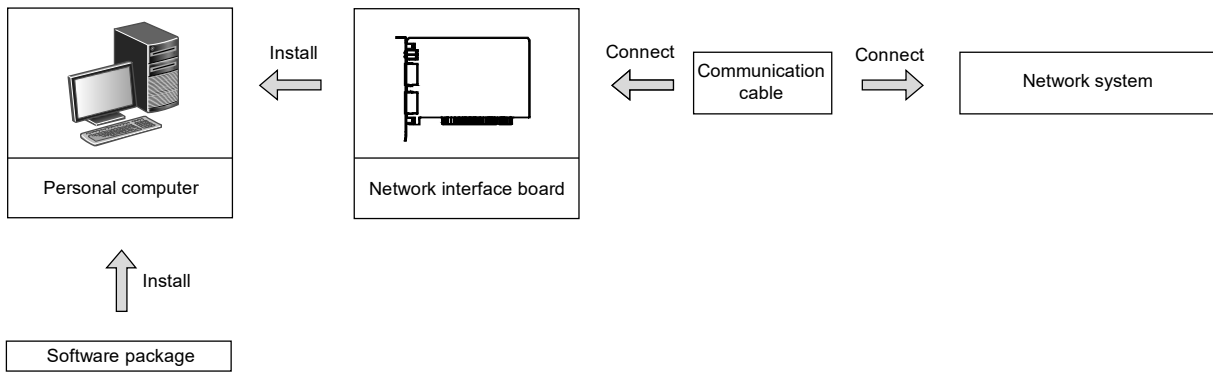 Install
Connect
Connect
Communication
cable
Network system
Personal computer
Network interface board
Install
Software package